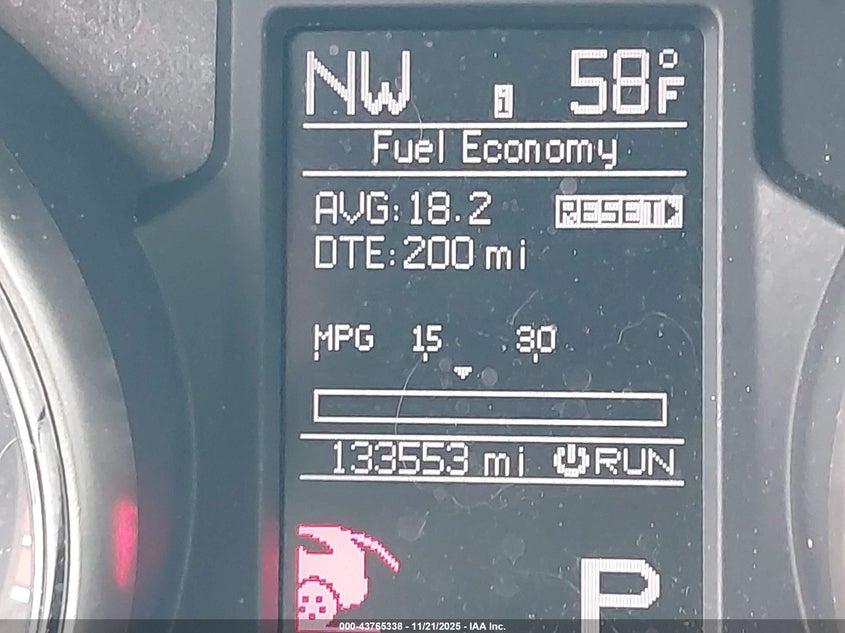 NW i 58°F
Fuel Economy
AVG:18.2 RESET
DTE:200 mi
MPG 15 30
133553 mi RUN
P
000-43765338 - 11/21/2025 - IAA Inc.